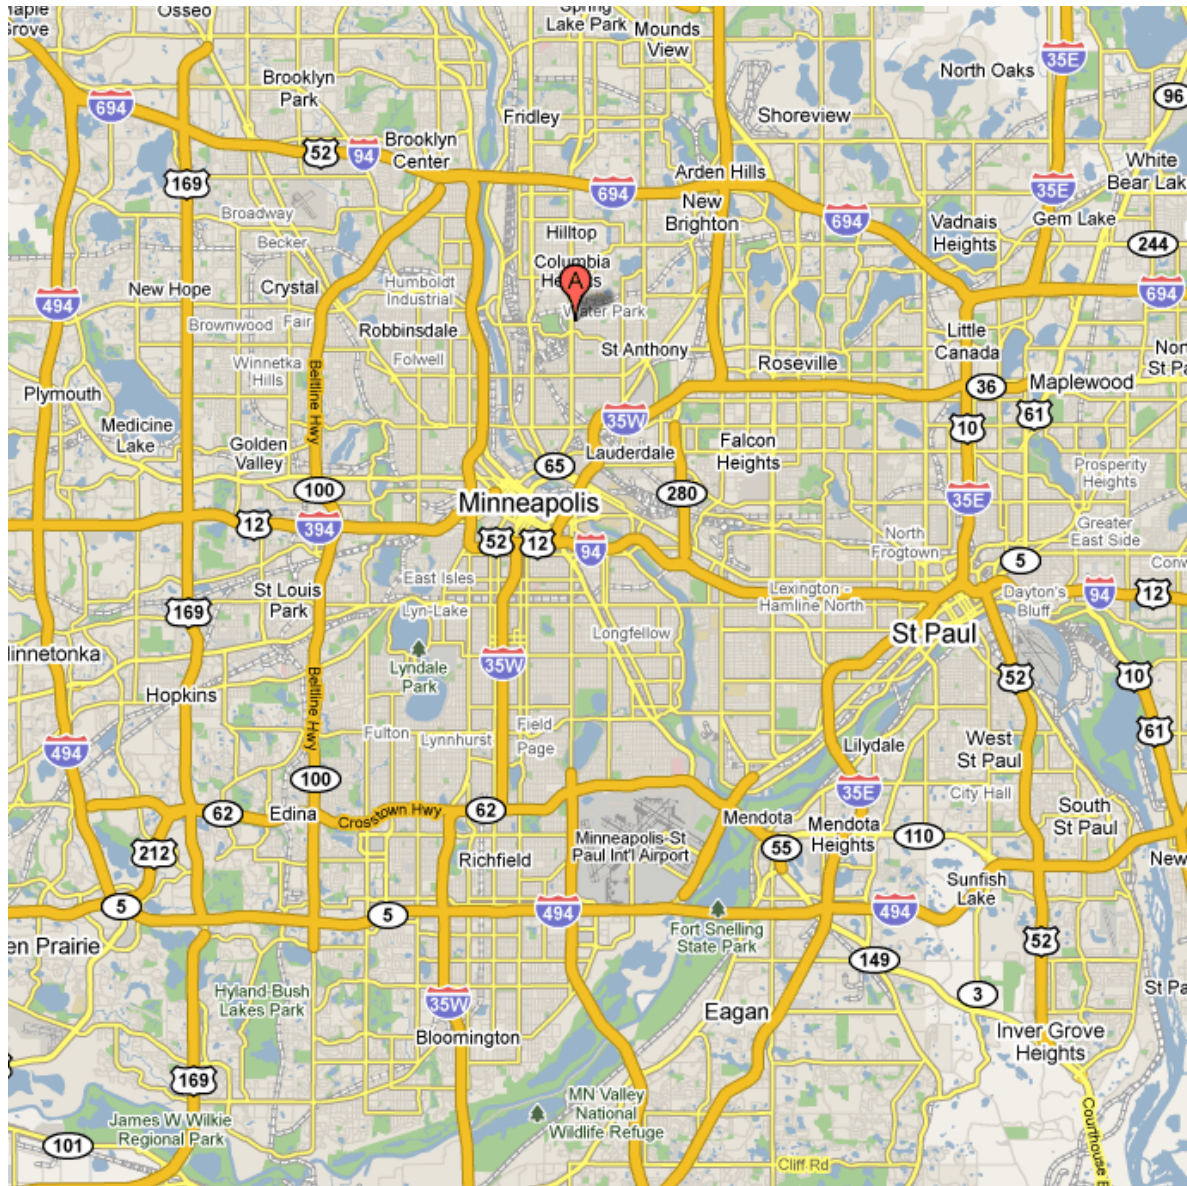 Osseo
Spring
Lake Park
Mounds
View
35E
North Oaks
96
Grove
Brooklyn
Park
694
Fridley
Shoreview
52
94
Brooklyn
Center
169
694
Arden Hills
White
Bear Lak
35E
New
Brighton
694
Gem Lake
Vadnais
Heights
244
Broadway
Becker
Hilltop
Columbia
A
Humboldt
Industrial
New Hope
Crystal
494
694
Water Park
Brownwood
Fair
Robbinsdale
Folwell
St Anthony
Little
Canada
Roseville
Winnetka
Hills
Plymouth
Beltline Hwy
36
Maplewood
Medicine
Lake
35W
61
10
Golden
Valley
Lauderdale
Falcon
Heights
65
Prosperity
Heights
100
280
35E
Minneapolis
12
394
52
12
94
North
Frogtown
Greater
East Side
5
East Isles
St Louis
Park
Lyn-Lake
Lexington -
Hamline North
Dayton's
Bluff
94
12
169
Longfellow
St Paul
innetonka
Lyndale
Park
35W
Hopkins
Beltline Hwy
52
10
494
Fulton
Lynnhurst
Field
Page
Lilydale
West
St Paul
61
100
35E
City Hall
62
Edina
Crosstown Hwy
62
Mendota
Mendota
Heights
110
South
St Paul
212
Richfield
Minneapolis-St
Paul Int'l Airport
55
New
Sunfish
Lake
5
5
494
494
Fort Snelling
State Park
en Prairie
52
149
Hyland-Bush
Lakes Park
35W
Eagan
3
St Pa
Bloomington
Inver Grove
Heights
169
MN Valley
National
Wildlife Refuge
James W Wilkie
Regional Park
101
Cliff Rd
Courthouse B